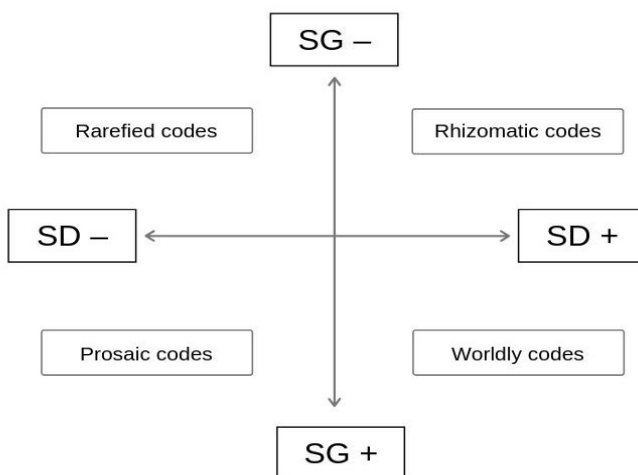 SG –
Rarefied codes
Rhizomatic codes
SD –
SD +
Prosaic codes
Worldly codes
SG +